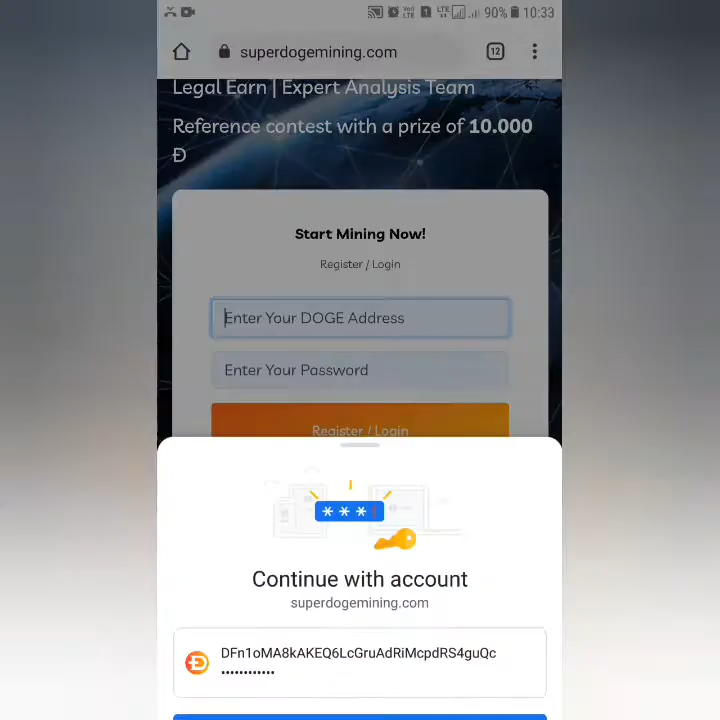 90% 10:33
superdogemining.com 12
Legal Earn | Expert Analysis Team
Reference contest with a prize of 10.000
Đ
Start Mining Now!
Register / Login
Enter Your DOGE Address
Enter Your Password
Register / Login
***
Continue with account
superdogemining.com
DFn1oMA8kAKEQ6LcGruAdRiMcpdRS4guQc
••••••••••••